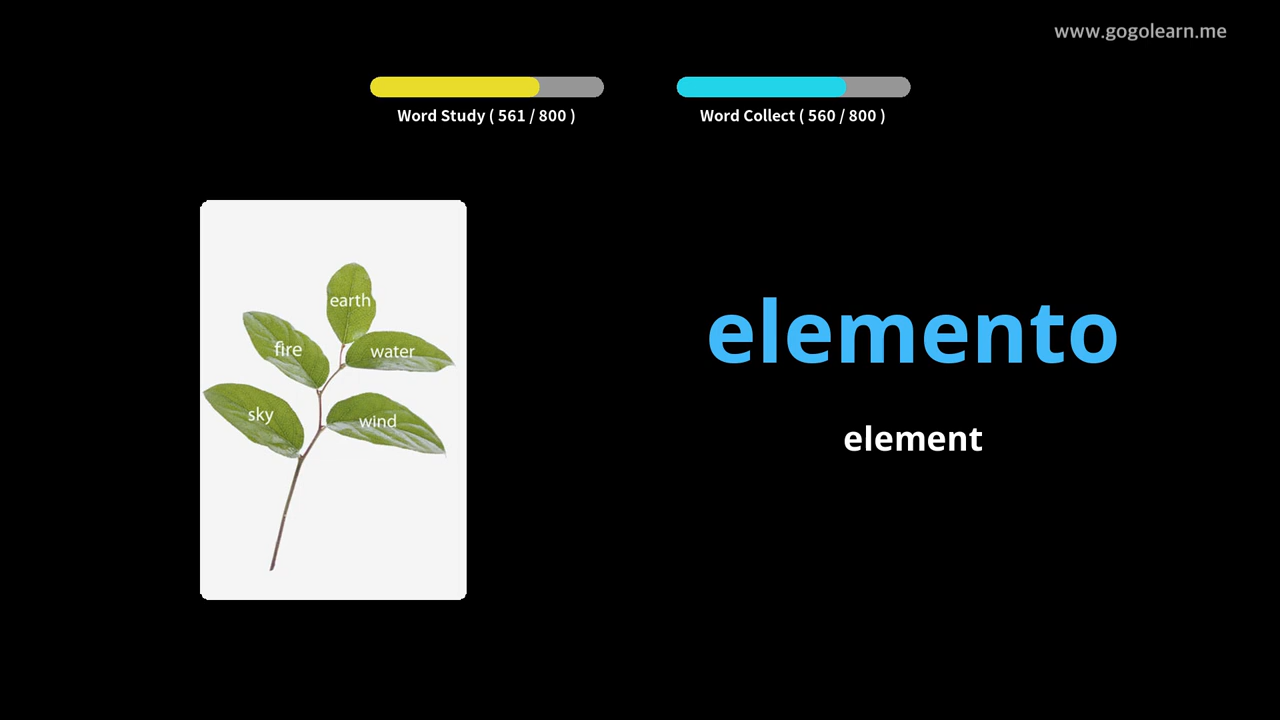 www.gogolearn.me
Word Study ( 561 / 800 )
Word Collect ( 560 / 800 )
earth
fire
water
sky
wind
elemento
element